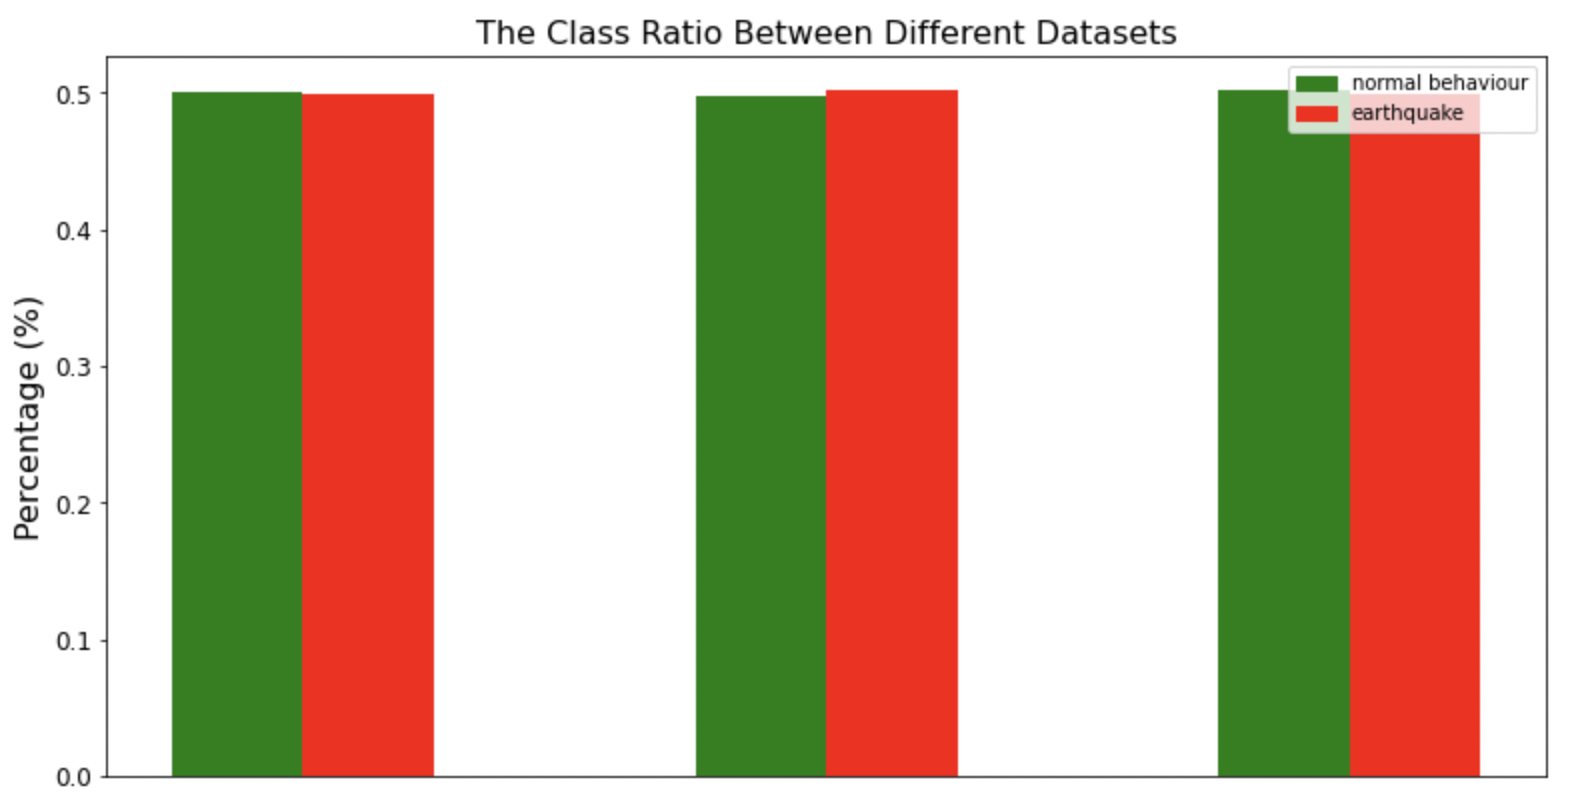 The Class Ratio Between Different Datasets
normal behaviour
earthquake
Percentage (%)
0.5
0.4
0.3
0.2
0.1
0.0